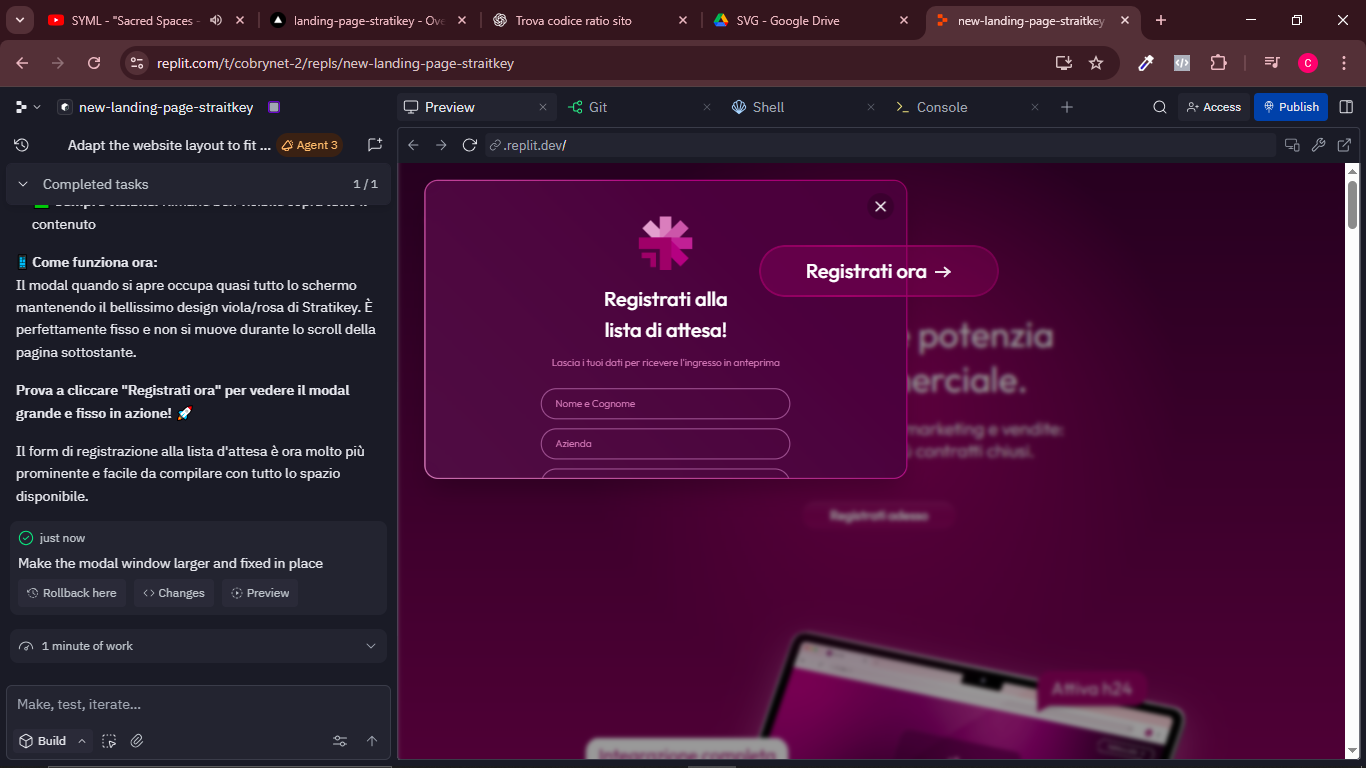 SYML - "Sacred Spaces -
landing-page-stratikey - Ove
Trova codice ratio sito
SVG - Google Drive
new-landing-page-straitkey
replit.com/t/cobrynet-2/repls/new-landing-page-straitkey
C
new-landing-page-straitkey
Preview
Git
Shell
Console
Access
Publish
Adapt the website layout to fit ...
Agent 3
.replit.dev/
Completed tasks
1 / 1
contenuto
Come funziona ora:
Il modal quando si apre occupa quasi tutto lo schermo
mantenendo il bellissimo design viola/rosa di Stratikey. È
perfettamente fisso e non si muove durante lo scroll della
pagina sottostante.
Prova a cliccare "Registrati ora" per vedere il modal
grande e fisso in azione! 🚀
Il form di registrazione alla lista d'attesa è ora molto più
prominente e facile da compilare con tutto lo spazio
disponibile.
just now
Make the modal window larger and fixed in place
Rollback here
Changes
Preview
1 minute of work
Make, test, iterate...
Build
Registrati ora →
Registrati alla
lista di attesa!
Lascia i tuoi dati per ricevere l'ingresso in anteprima
Nome e Cognome
Azienda
potenzia
erciale.
marketing e vendite:
contratti chiusi.
Registrati adesso
Attiva h24
Integrazione completa